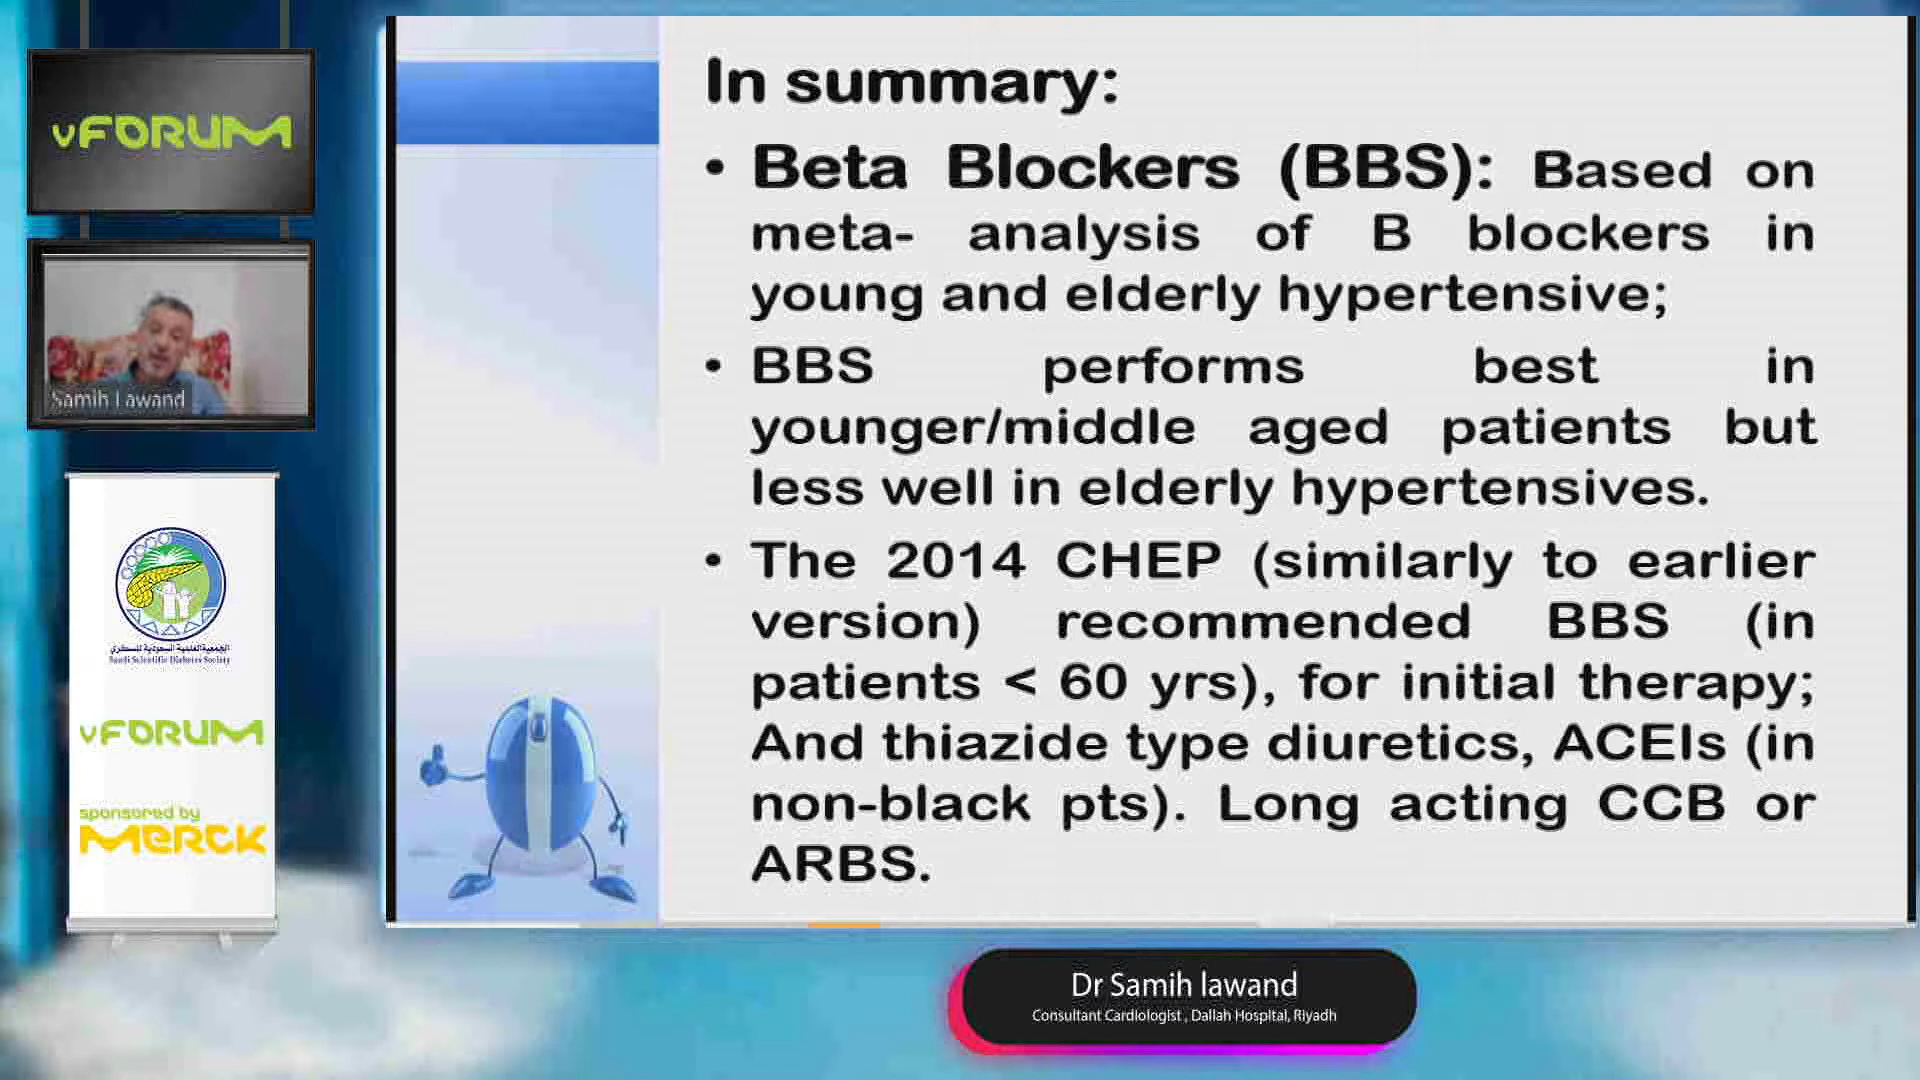 vFORUM
Samih Lawand
الجمعية العلمية السعودية للسكري
Saudi Scientific Diabetes Society
vFORUM
sponsored by
MERCK
In summary:
• Beta Blockers (BBS): Based on
meta- analysis of B blockers in
young and elderly hypertensive;
• BBS performs best in
younger/middle aged patients but
less well in elderly hypertensives.
• The 2014 CHEP (similarly to earlier
version) recommended BBS (in
patients < 60 yrs), for initial therapy;
And thiazide type diuretics, ACEIs (in
non-black pts). Long acting CCB or
ARBS.
Dr Samih lawand
Consultant Cardiologist , Dallah Hospital, Riyadh